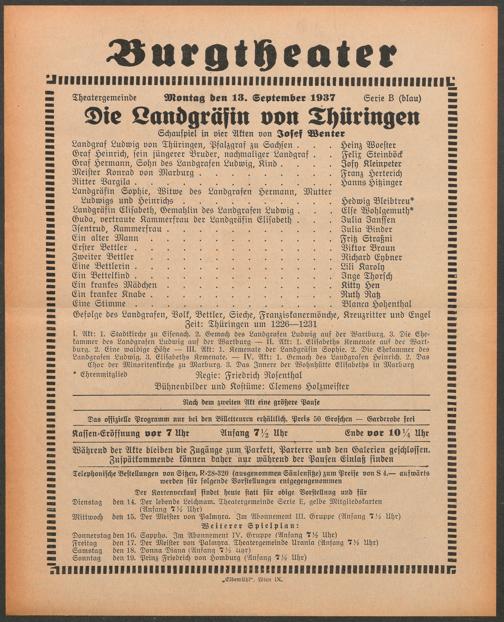 Burgtheater
Theatergemeinde Montag den 13. September 1937 Serie B (blau)
Die Landgräfin von Thüringen
Schauspiel in vier Akten von Josef Wenter
Landgraf Ludwig von Thüringen, Pfalzgraf zu Sachsen . . . Heinz Woester
Graf Heinrich, sein jüngerer Bruder, nachmaliger Landgraf . . Felix Steinböck
Graf Hermann, Sohn des Landgrafen Ludwig, Kind . . . . Josy Kleinpeter
Meister Konrad von Marburg . . . . . . Franz Herterich
Ritter Vargila . . . . . . . . Hanns Hitzinger
Landgräfin Sophie, Witwe des Landgrafen Hermann, Mutter
Ludwigs und Heinrichs . . . . . . . Hedwig Bleibtreu*
Landgräfin Elisabeth, Gemahlin des Landgrafen Ludwig . . . . Else Wohlgemuth*
Guda, vertraute Kammerfrau der Landgräfin Elisabeth . . . . Julia Janssen
Isentrud, Kammerfrau . . . . . . . Julia Binder
Ein alter Mann . . . . . . . . Fritz Straßni
Erster Bettler . . . . . . . . Viktor Braun
Zweiter Bettler . . . . . . . . Richard Eybner
Eine Bettlerin . . . . . . . . Lili Karoly
Ein Bettelkind . . . . . . . . Inge Thorsch
Ein krankes Mädchen . . . . . . . Kitty Hen
Ein kranker Knabe . . . . . . . Ruth Ratz
Eine Stimme . . . . . . . . Blanca Hohenthal
Gefolge des Landgrafen, Volk, Bettler, Sieche, Franziskanermönche, Kreuzritter und Engel
Zeit: Thüringen um 1226—1231
I. Akt: 1. Stadtkirche zu Eisenach. 2. Gemach des Landgrafen Ludwig auf der Wartburg. 3. Die Ehe-
kammer des Landgrafen Ludwig auf der Wartburg — II. Akt: 1. Elisabeths Kemenate auf der Wart-
burg. 2. Eine waldige Höhe — III. Akt: 1. Kemenate der Landgräfin Sophie. 2. Die Ehekammer des
Landgrafen Ludwig. 3. Elisabeths Kemenate. — IV. Akt: 1. Gemach des Landgrafen Heinrich. 2. Das
Chor der Minoritenkirche zu Marburg. 3. Das Innere der Wohnhütte Elisabeths in Marburg
* Ehrenmitglied Regie: Friedrich Rosenthal
Bühnenbilder und Kostüme: Clemens Holzmeister
Nach dem zweiten Akt eine größere Pause
Das offizielle Programm nur bei den Billetteuren erhältlich. Preis 50 Groschen — Garderobe frei
Kassen-Eröffnung vor 7 Uhr Anfang 7½ Uhr Ende vor 10¼ Uhr
Während der Akte bleiben die Zugänge zum Parkett, Parterre und den Galerien geschlossen.
Zuspätkommende können daher nur während der Pausen Einlaß finden
Telephonische Bestellungen von Sitzen, R-28-320 (ausgenommen Säulensitze) zum Preise von S 4.— aufwärts
werden für folgende Vorstellungen entgegengenommen
Der Kartenverkauf findet heute statt für obige Vorstellung und für
Dienstag den 14. Der lebende Leichnam. Theatergemeinde Serie E, gelbe Mitgliedskarten
(Anfang 7½ Uhr)
Mittwoch den 15. Der Meister von Palmyra. Im Abonnement III. Gruppe (Anfang 7½ Uhr)
Weiterer Spielplan:
Donnerstag den 16. Sappho. Im Abonnement IV. Gruppe (Anfang 7½ Uhr)
Freitag den 17. Der Meister von Palmyra. Theatergemeinde Urania (Anfang 7½ Uhr)
Samstag den 18. Donna Diana (Anfang 7½ Uhr)
Sonntag den 19. Prinz Friedrich von Homburg (Anfang 7½ Uhr)
„Elbemühl“, Wien IX.